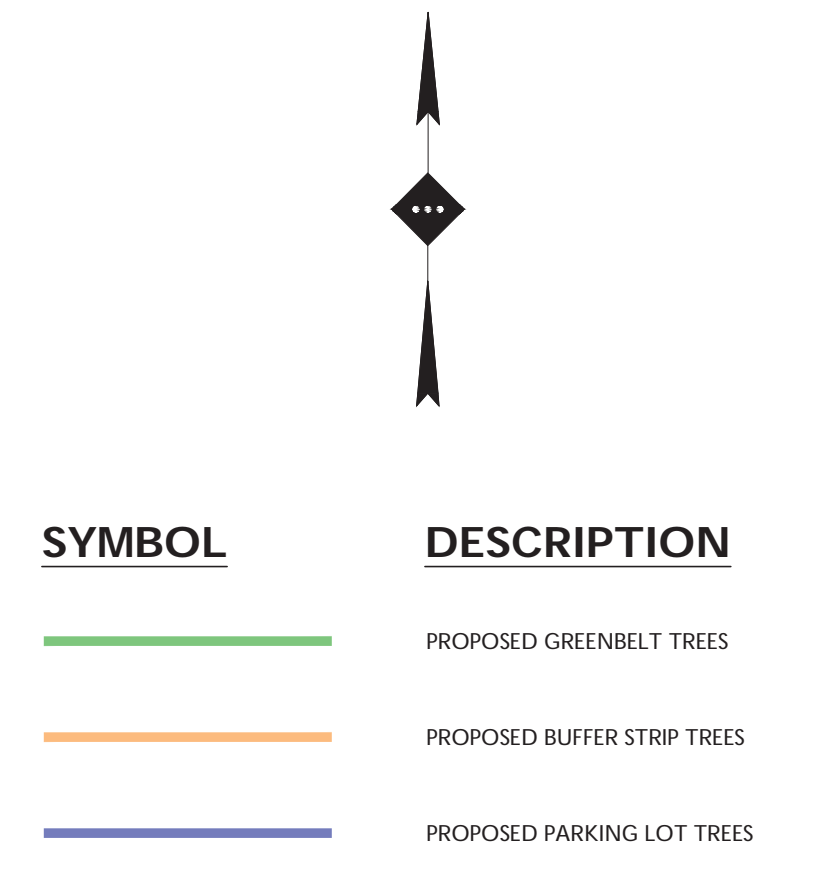 SYMBOL DESCRIPTION
PROPOSED GREENBELT TREES
PROPOSED BUFFER STRIP TREES
PROPOSED PARKING LOT TREES